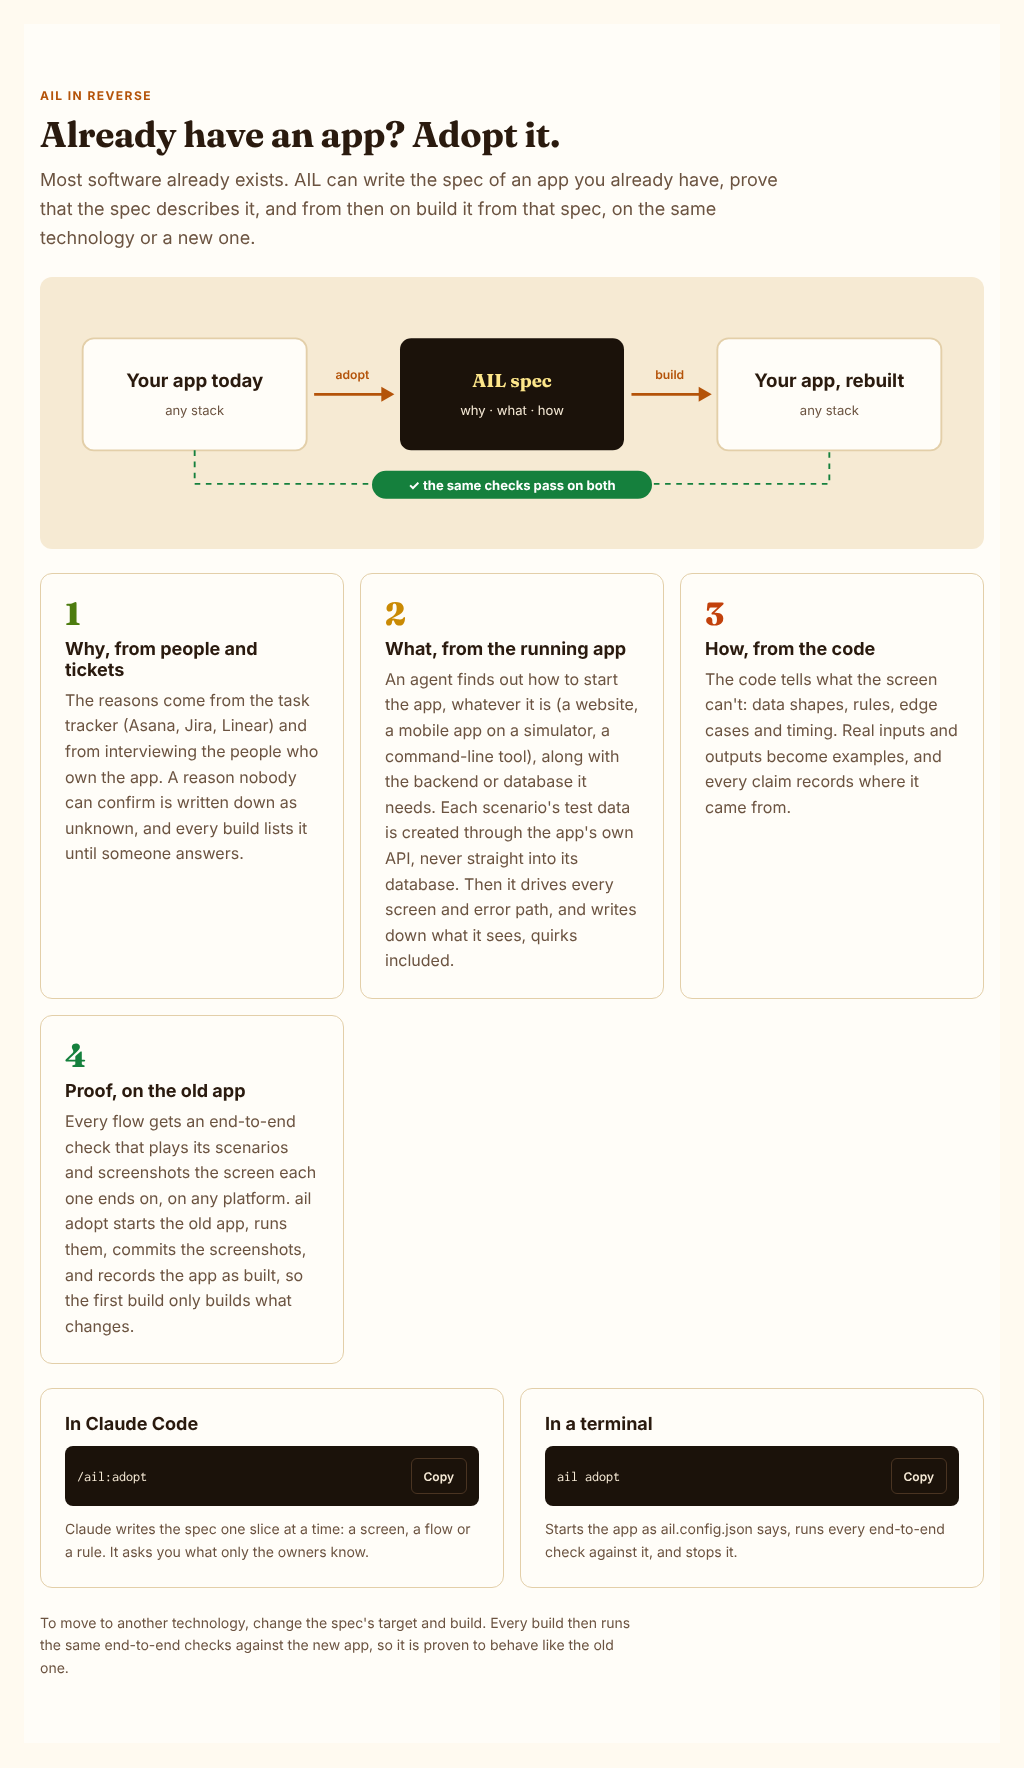 AIL IN REVERSE
Already have an app? Adopt it.
Most software already exists. AIL can write the spec of an app you already have, prove
that the spec describes it, and from then on build it from that spec, on the same
technology or a new one.
Your app today
any stack
adopt
AIL spec
why · what · how
build
Your app, rebuilt
any stack
✓ the same checks pass on both
1
Why, from people and
tickets
The reasons come from the task
tracker (Asana, Jira, Linear) and
from interviewing the people who
own the app. A reason nobody
can confirm is written down as
unknown, and every build lists it
until someone answers.
2
What, from the running app
An agent finds out how to start
the app, whatever it is (a website,
a mobile app on a simulator, a
command-line tool), along with
the backend or database it
needs. Each scenario's test data
is created through the app's own
API, never straight into its
database. Then it drives every
screen and error path, and writes
down what it sees, quirks
included.
3
How, from the code
The code tells what the screen
can't: data shapes, rules, edge
cases and timing. Real inputs and
outputs become examples, and
every claim records where it
came from.
4
Proof, on the old app
Every flow gets an end-to-end
check that plays its scenarios
and screenshots the screen each
one ends on, on any platform. ail
adopt starts the old app, runs
them, commits the screenshots,
and records the app as built, so
the first build only builds what
changes.
In Claude Code
/ail:adopt
Copy
Claude writes the spec one slice at a time: a screen, a flow or
a rule. It asks you what only the owners know.
In a terminal
ail adopt
Copy
Starts the app as ail.config.json says, runs every end-to-end
check against it, and stops it.
To move to another technology, change the spec's target and build. Every build then runs
the same end-to-end checks against the new app, so it is proven to behave like the old
one.